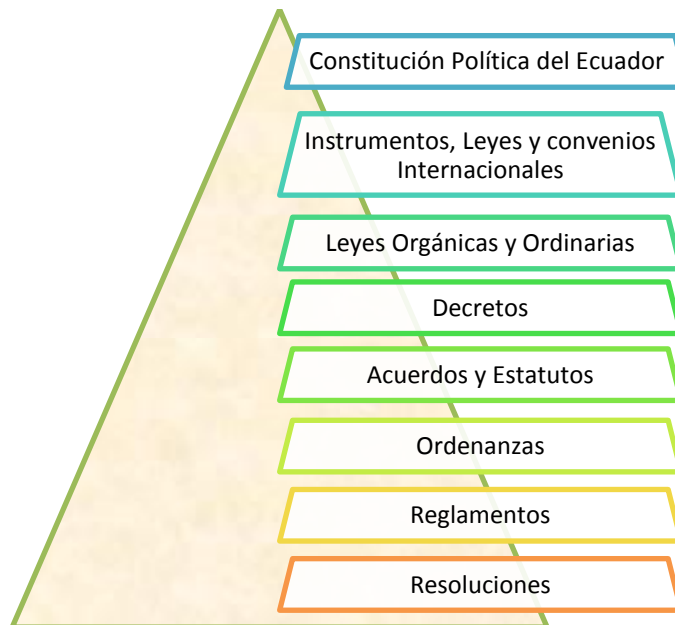 Constitución Política del Ecuador
Instrumentos, Leyes y convenios
Internacionales
Leyes Orgánicas y Ordinarias
Decretos
Acuerdos y Estatutos
Ordenanzas
Reglamentos
Resoluciones